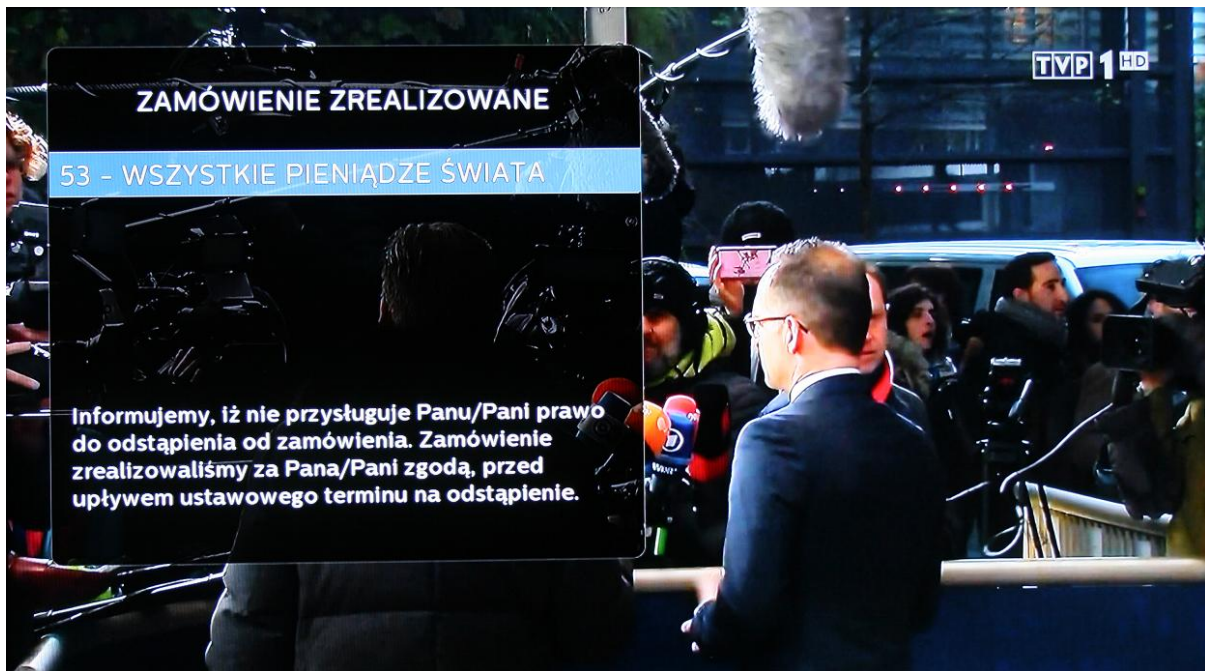 ZAMÓWIENIE ZREALIZOWANE
53 - WSZYSTKIE PIENIĄDZE ŚWIATA
Informujemy, iż nie przysługuje Panu/Pani prawo
do odstąpienia od zamówienia. Zamówienie
zrealizowaliśmy za Pana/Pani zgodą, przed
upływem ustawowego terminu na odstąpienie.
TVP 1 HD